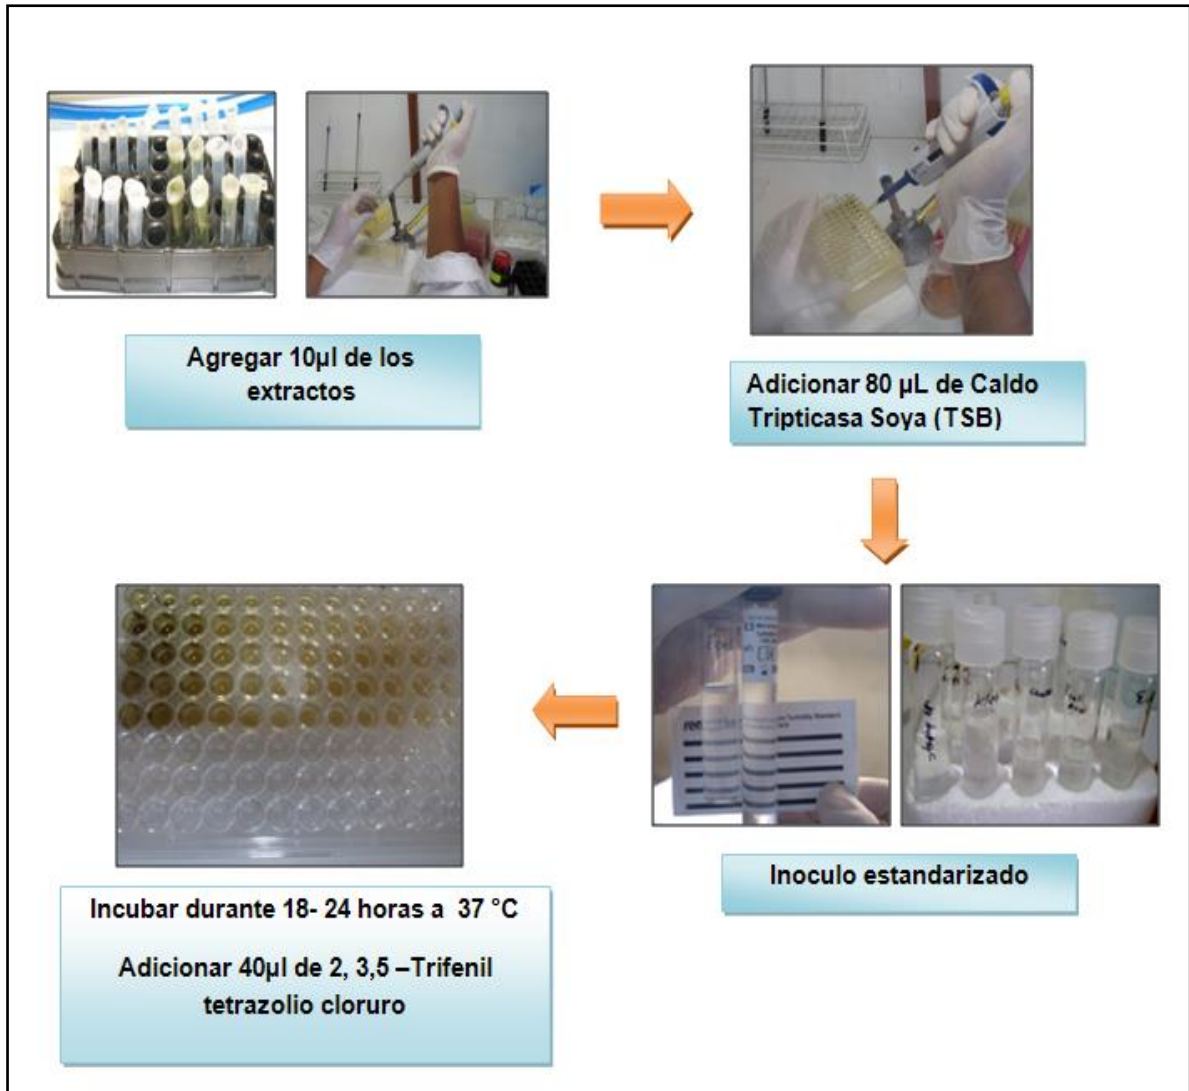 Agregar 10µl de los
extractos
Adicionar 80 µL de Caldo
Tripticasa Soya (TSB)
Inoculo estandarizado
Incubar durante 18- 24 horas a  37 °C
Adicionar 40µl de 2, 3,5 –Trifenil
tetrazolio cloruro